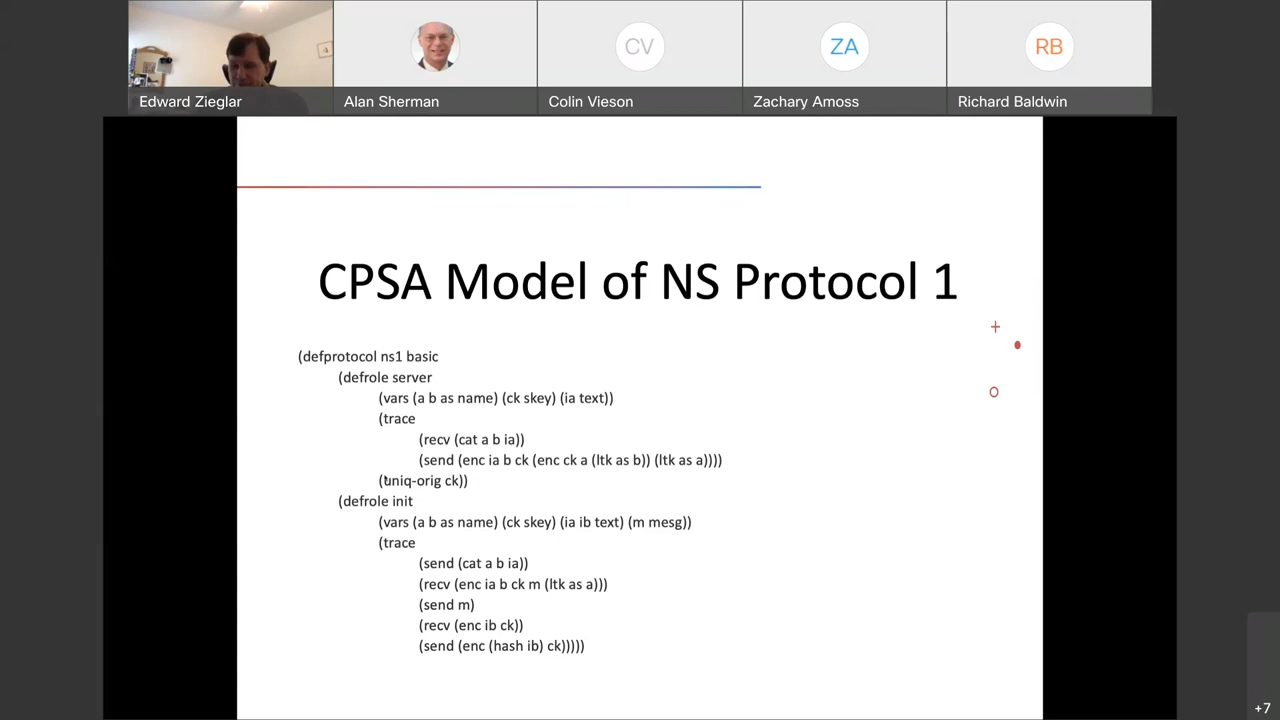 CV
ZA
RB
Edward Zieglar
Alan Sherman
Colin Vieson
Zachary Amoss
Richard Baldwin
CPSA Model of NS Protocol 1
(defprotocol ns1 basic
(defrole server
(vars (a b as name) (ck skey) (ia text))
(trace
(recv (cat a b ia))
(send (enc ia b ck (enc ck a (ltk as b)) (ltk as a))))
(uniq-orig ck))
(defrole init
(vars (a b as name) (ck skey) (ia ib text) (m mesg))
(trace
(send (cat a b ia))
(recv (enc ia b ck m (ltk as a)))
(send m)
(recv (enc ib ck))
(send (enc (hash ib) ck)))))
+7